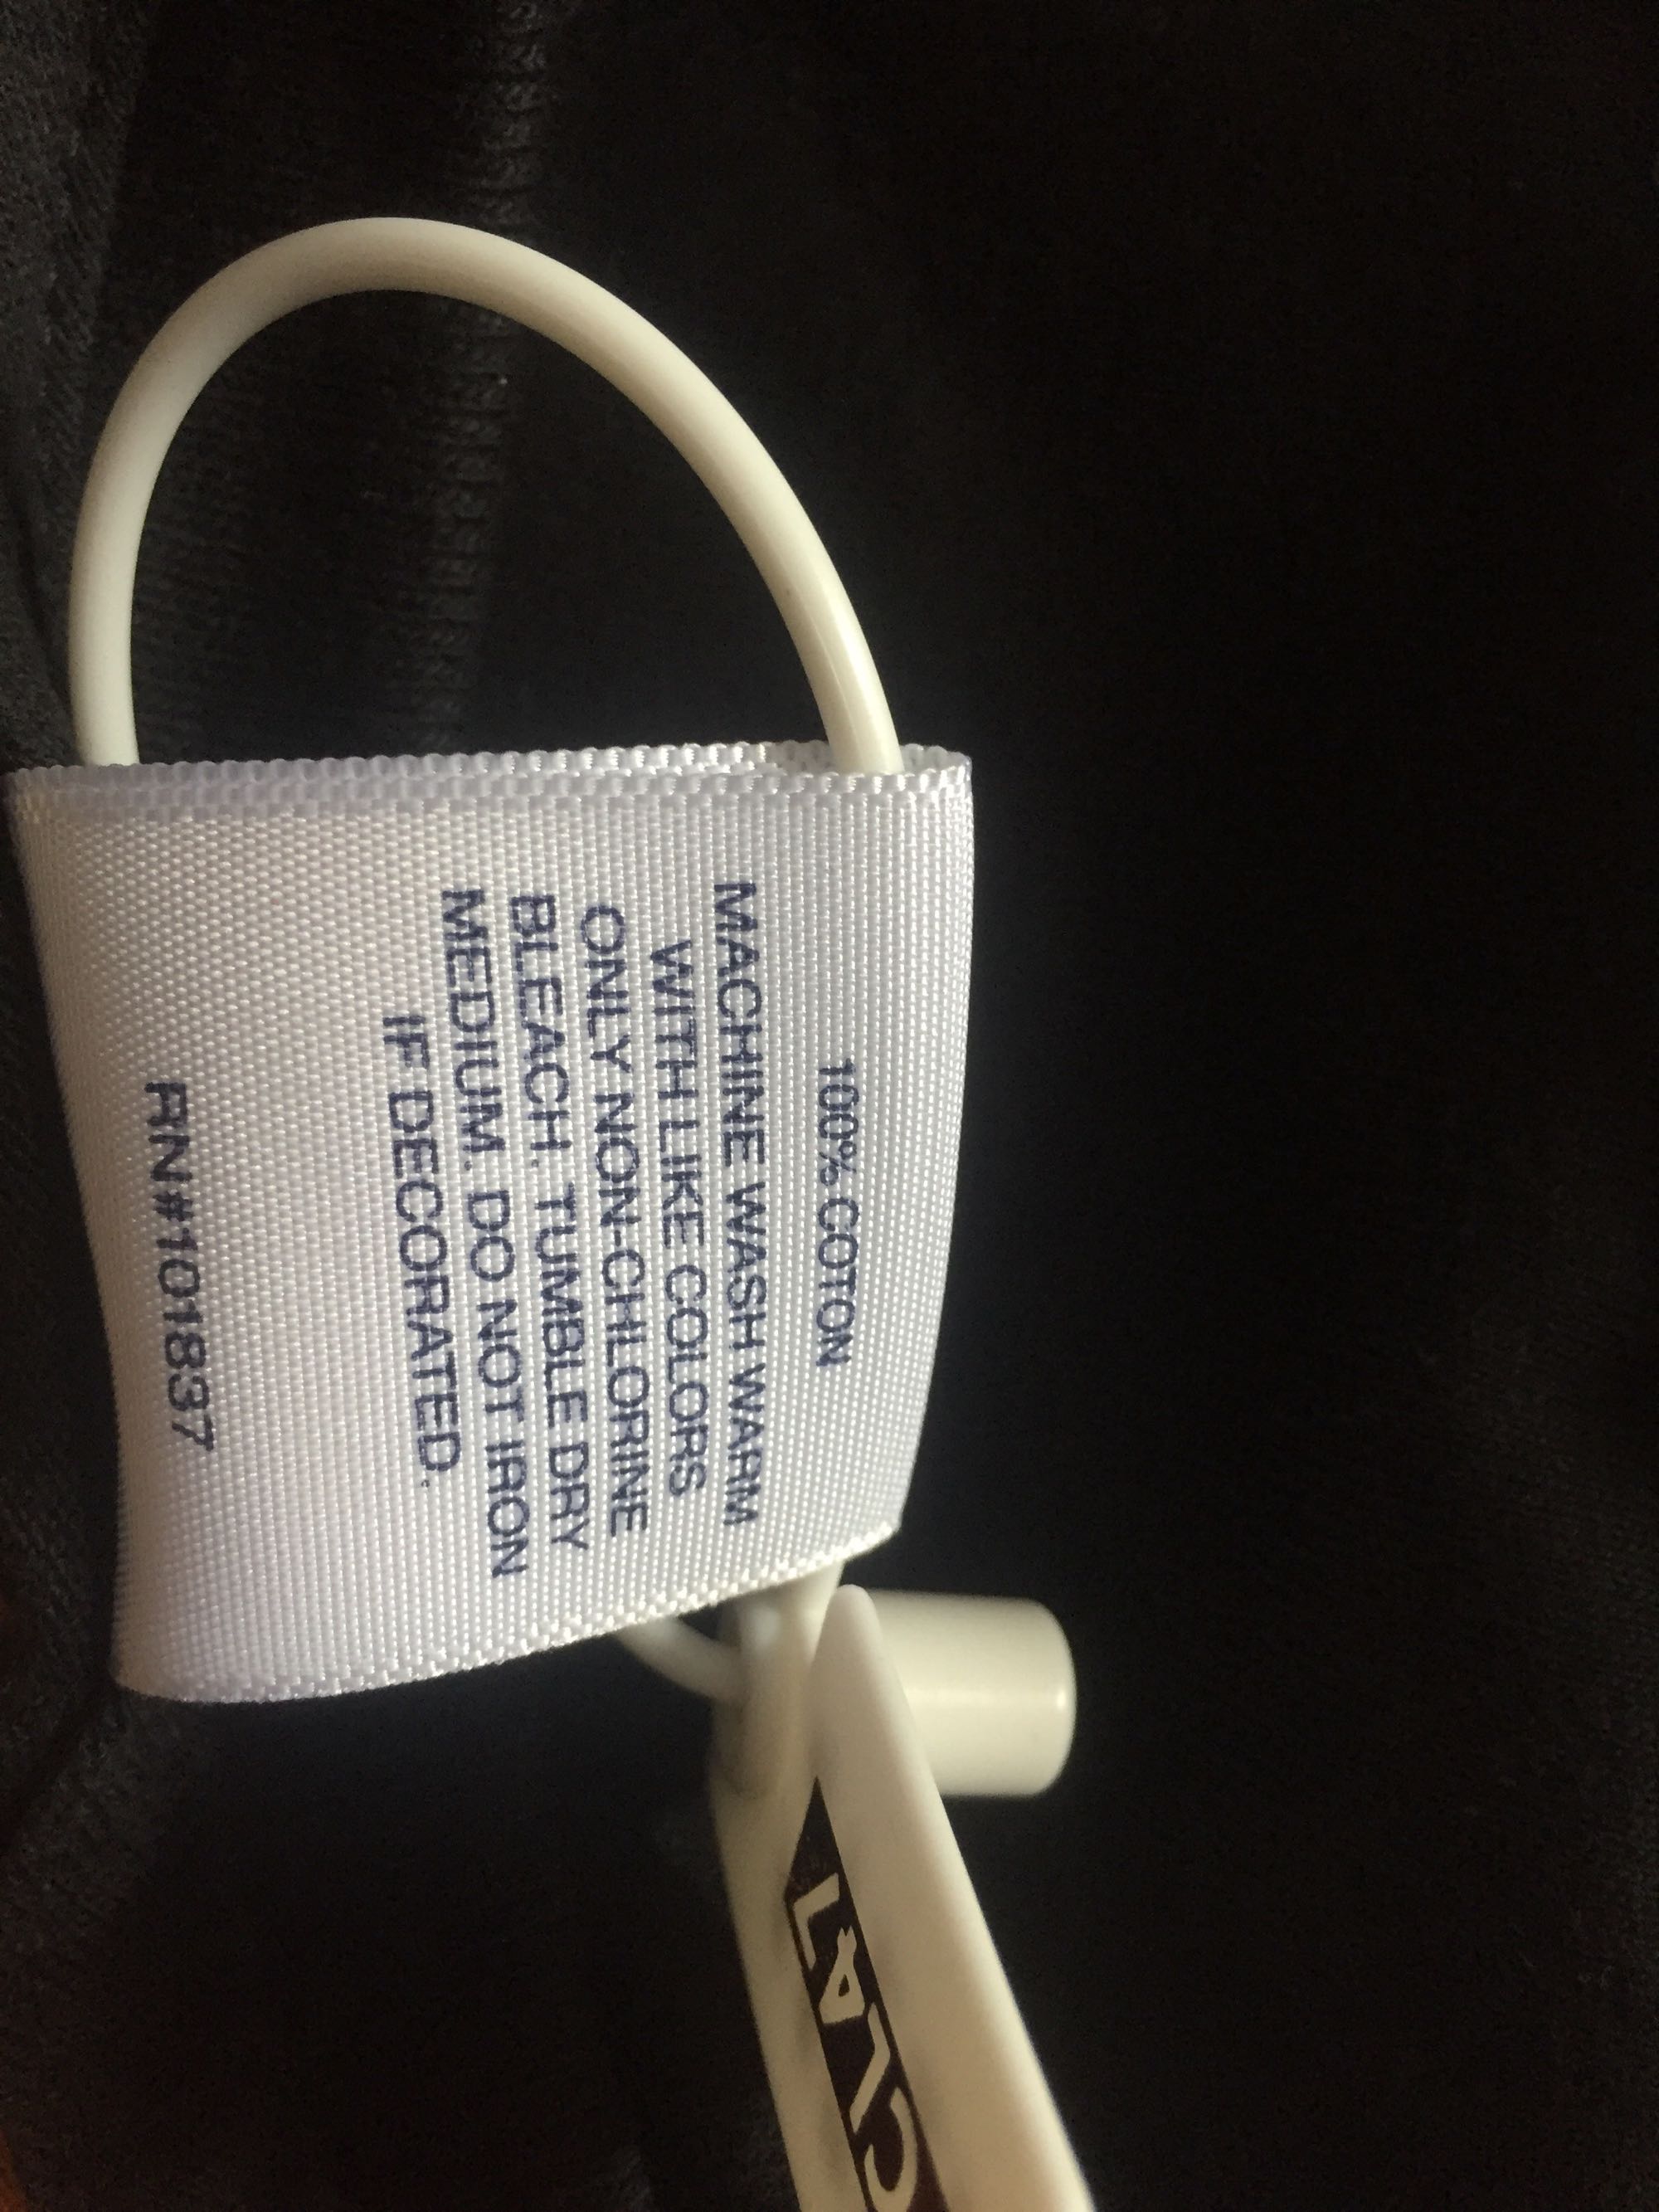 100% COTON
MACHINE WASH WARM
WITH LIKE COLORS
ONLY NON-CHLORINE
BLEACH. TUMBLE DRY
MEDIUM. DO NOT IRON
IF DECORATED.
RN#101837